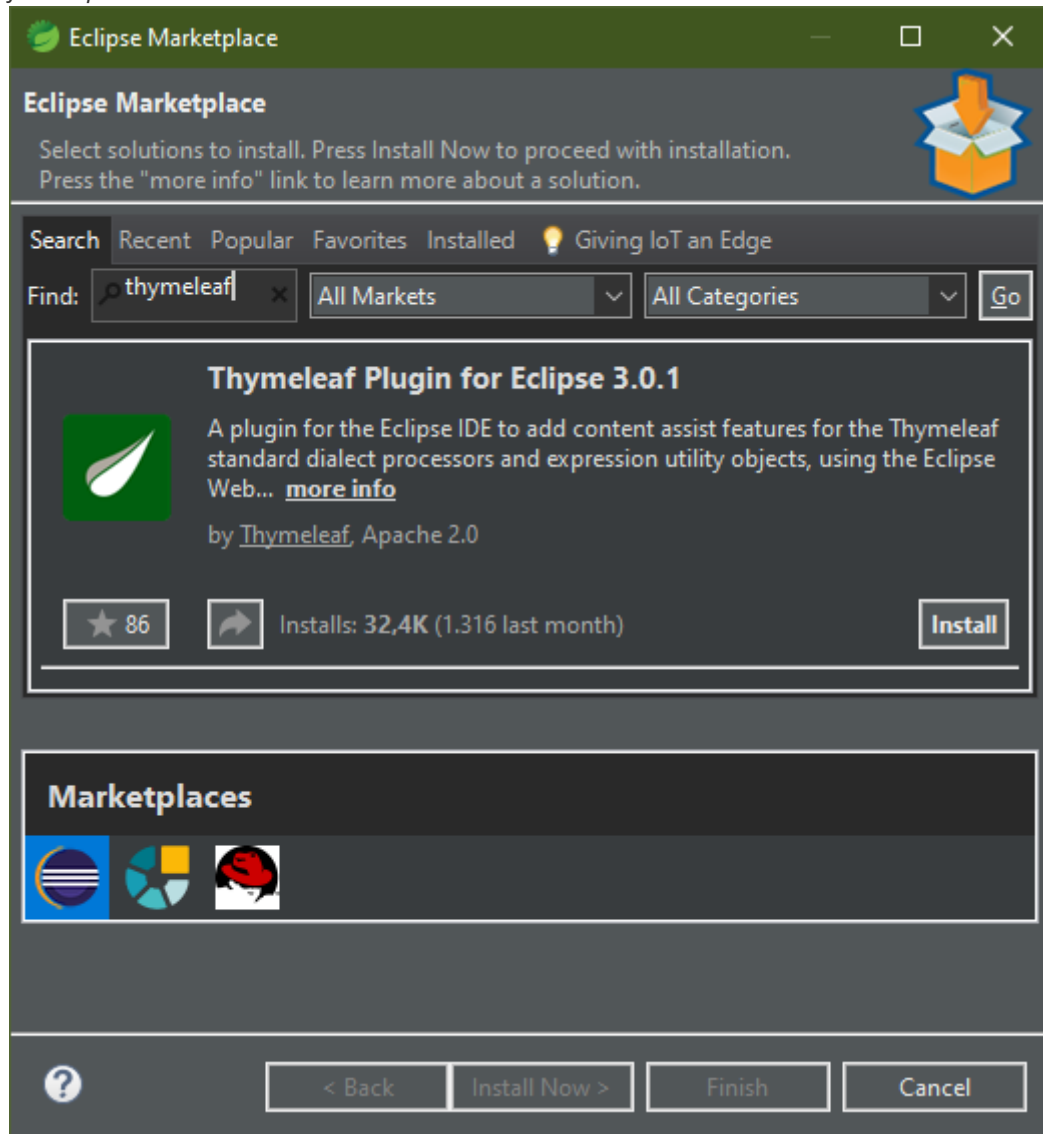 Eclipse Marketplace
Eclipse Marketplace
Select solutions to install. Press Install Now to proceed with installation.
Press the "more info" link to learn more about a solution.
Search Recent Popular Favorites Installed Giving IoT an Edge
Find: thymeleaf All Markets All Categories Go
Thymeleaf Plugin for Eclipse 3.0.1
A plugin for the Eclipse IDE to add content assist features for the Thymeleaf
standard dialect processors and expression utility objects, using the Eclipse
Web... more info
by Thymeleaf, Apache 2.0
86 Installs: 32,4K (1.316 last month) Install
Marketplaces
? < Back Install Now > Finish Cancel